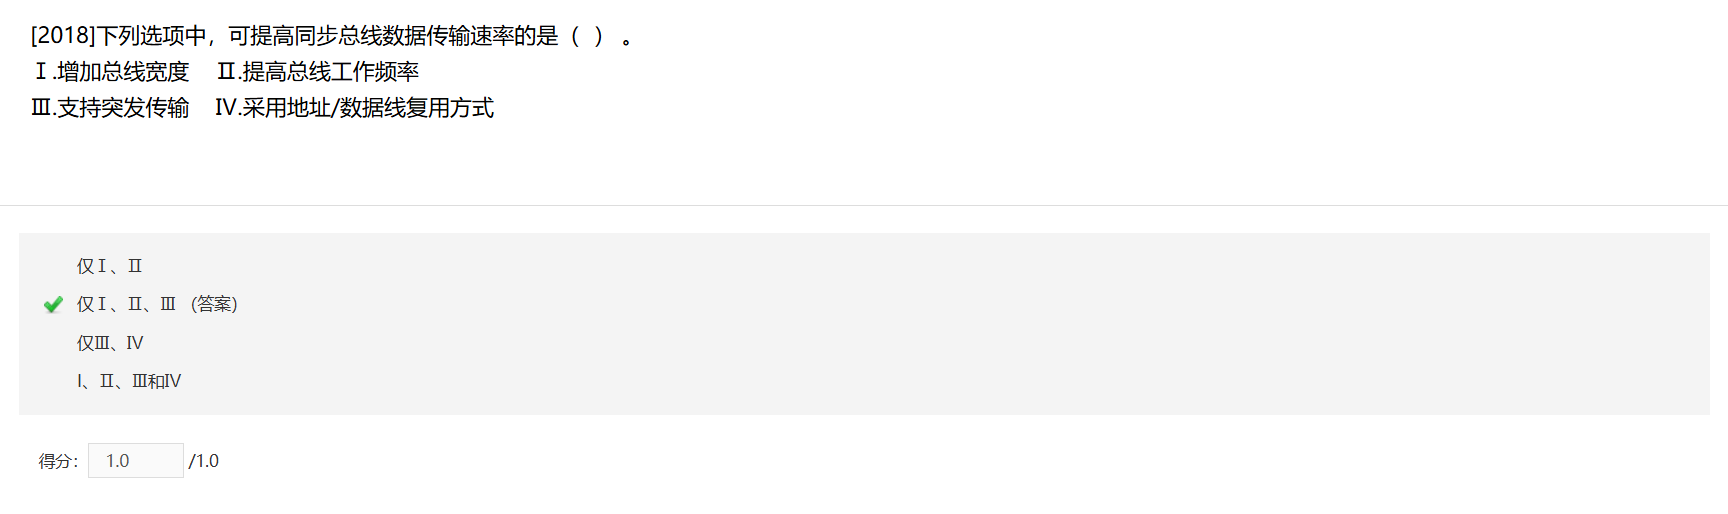 [2018]下列选项中，可提高同步总线数据传输速率的是（ ）。
Ⅰ.增加总线宽度 Ⅱ.提高总线工作频率
Ⅲ.支持突发传输 Ⅳ.采用地址/数据线复用方式
仅Ⅰ、Ⅱ
仅Ⅰ、Ⅱ、Ⅲ (答案)
仅Ⅲ、Ⅳ
Ⅰ、Ⅱ、Ⅲ和Ⅳ
得分： 1.0 /1.0